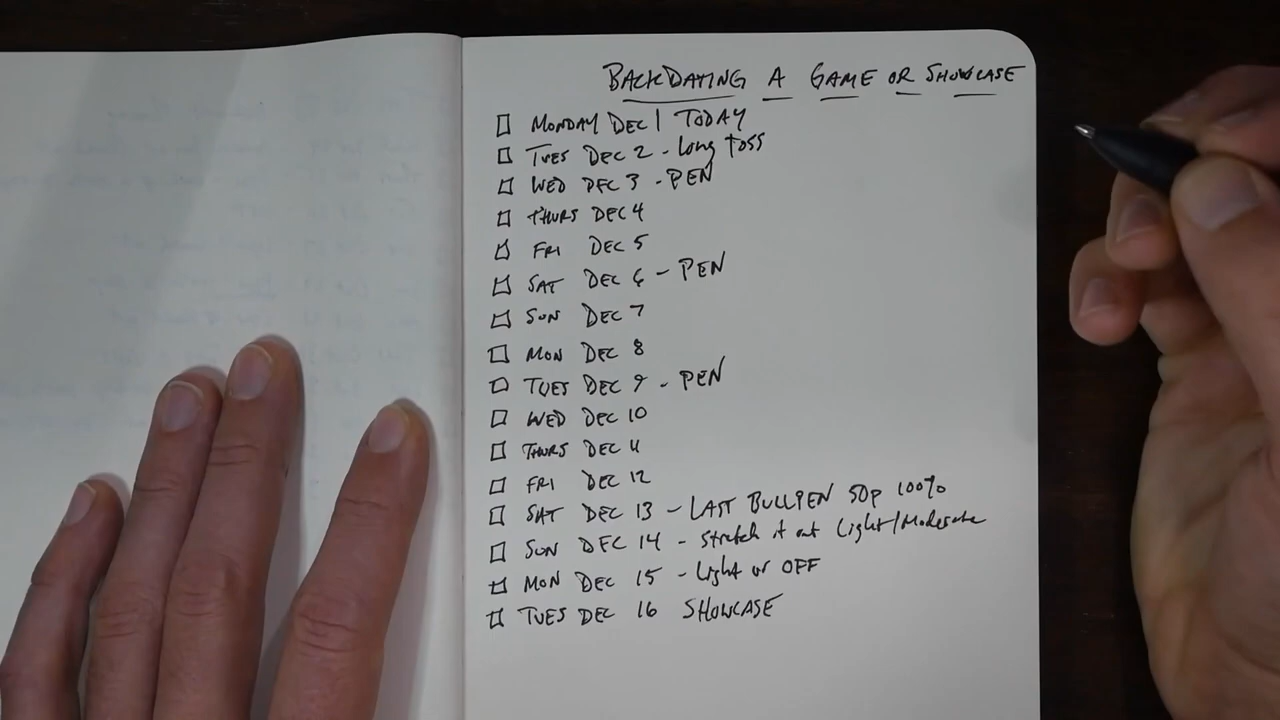 BACKDATING A GAME OR SHOWCASE
MONDAY DEC 1 TODAY
TUES DEC 2 - Long Toss
WED DEC 3 - PEN
THURS DEC 4
FRI DEC 5
SAT DEC 6 - PEN
SUN DEC 7
MON DEC 8
TUES DEC 9 - PEN
WED DEC 10
THURS DEC 11
FRI DEC 12
SAT DEC 13 - LAST BULLPEN 50p 100%
SUN DEC 14 - Stretch it out Light/Moderate
MON DEC 15 - Light or OFF
TUES DEC 16 SHOWCASE